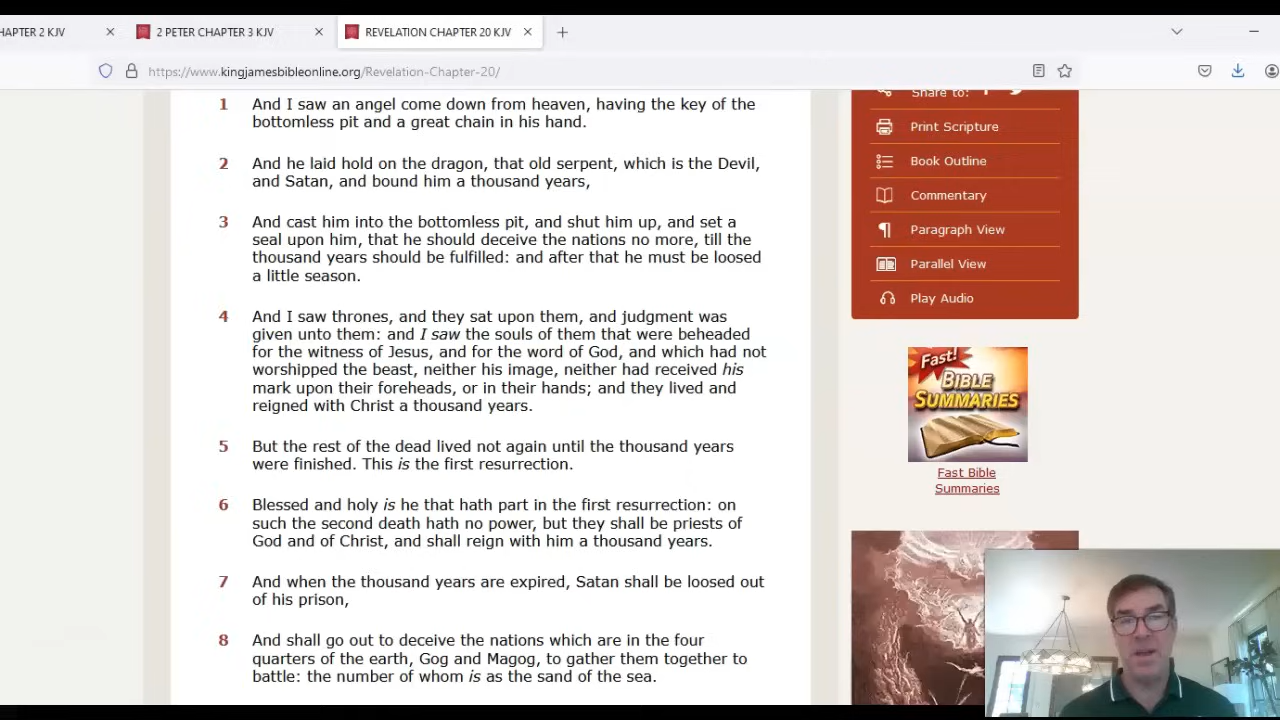 HAPTER 2 KJV
2 PETER CHAPTER 3 KJV
REVELATION CHAPTER 20 KJV
https://www.kingjamesbibleonline.org/Revelation-Chapter-20/
1 And I saw an angel come down from heaven, having the key of the
bottomless pit and a great chain in his hand.
2 And he laid hold on the dragon, that old serpent, which is the Devil,
and Satan, and bound him a thousand years,
3 And cast him into the bottomless pit, and shut him up, and set a
seal upon him, that he should deceive the nations no more, till the
thousand years should be fulfilled: and after that he must be loosed
a little season.
4 And I saw thrones, and they sat upon them, and judgment was
given unto them: and I saw the souls of them that were beheaded
for the witness of Jesus, and for the word of God, and which had not
worshipped the beast, neither his image, neither had received his
mark upon their foreheads, or in their hands; and they lived and
reigned with Christ a thousand years.
5 But the rest of the dead lived not again until the thousand years
were finished. This is the first resurrection.
6 Blessed and holy is he that hath part in the first resurrection: on
such the second death hath no power, but they shall be priests of
God and of Christ, and shall reign with him a thousand years.
7 And when the thousand years are expired, Satan shall be loosed out
of his prison,
8 And shall go out to deceive the nations which are in the four
quarters of the earth, Gog and Magog, to gather them together to
battle: the number of whom is as the sand of the sea.
Share to:
Print Scripture
Book Outline
Commentary
Paragraph View
Parallel View
Play Audio
Fast!
BIBLE
SUMMARIES
Fast Bible
Summaries